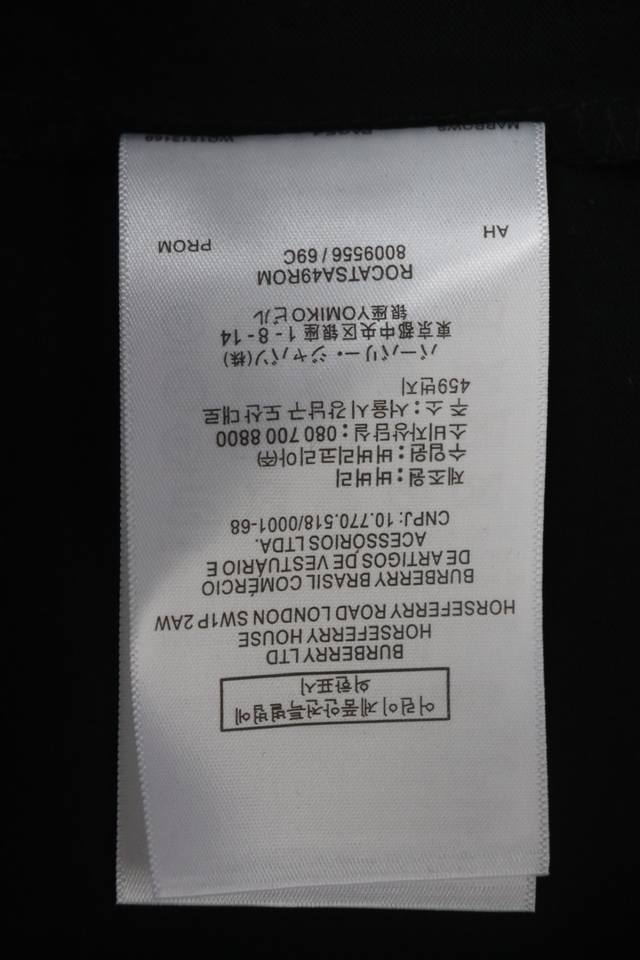 어린이제품안전특별법에
의한표시
BURBERRY LTD
HORSEFERRY HOUSE
HORSEFERRY ROAD LONDON SW1P 2AW
BURBERRY BRASIL COMÉRCIO
DE ARTIGOS DE VESTUÁRIO E
ACESSÓRIOS LTDA.
CNPJ: 10.770.518/0001-68
제조원:버버리
수입원:버버리코리아㈜
소비자상담실:080 700 8800
주 소:서울시 강남구 도산대로
459번지
バーバリー・ジャパン(株)
東京都中央区銀座 1 - 8 - 14
銀座YOMIKOビル
ROCATSA49ROM
8009556 / 69C
AH PROM